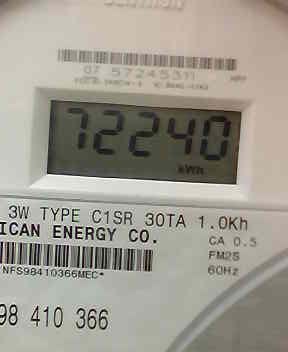 CENTRON
07 57245311
72240
kWh
3W TYPE C1SR 30TA 1.0Kh
ICAN ENERGY CO.
CA 0.5
FM2S
60Hz
NFS98410366MEC*
98 410 366